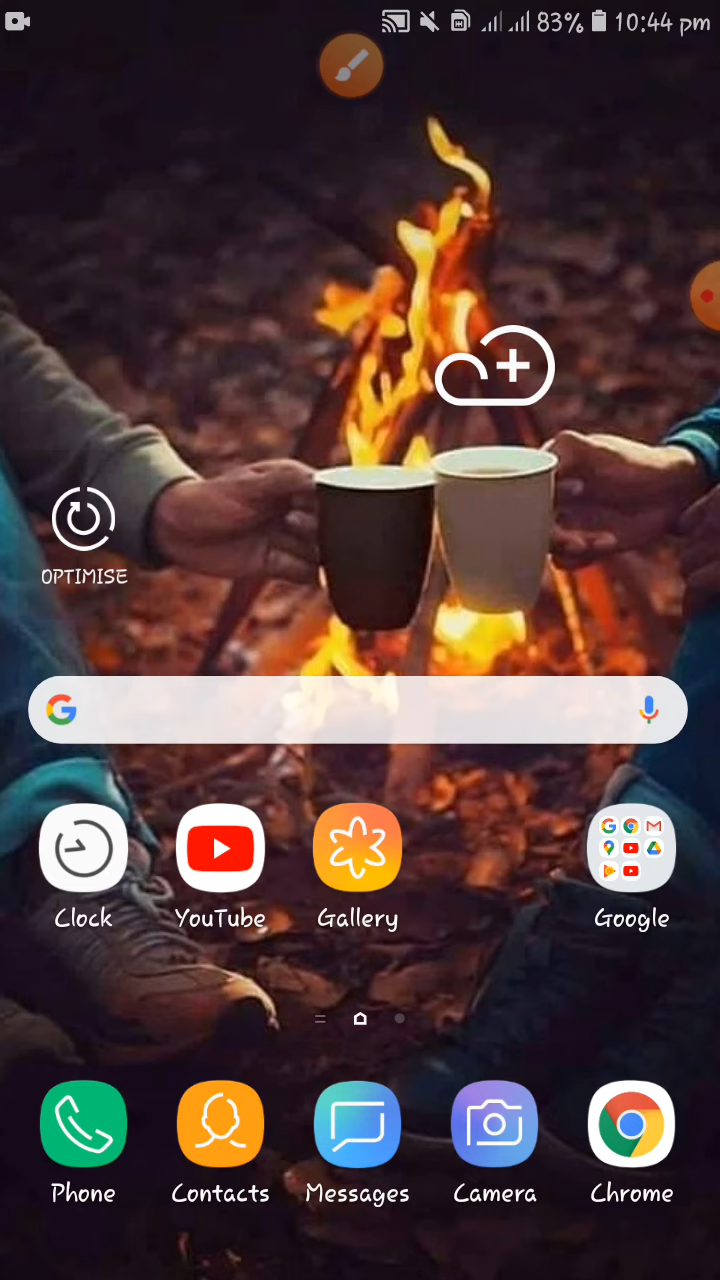 83% 10:44 pm
OPTIMISE
Clock YouTube Gallery Google
Phone Contacts Messages Camera Chrome